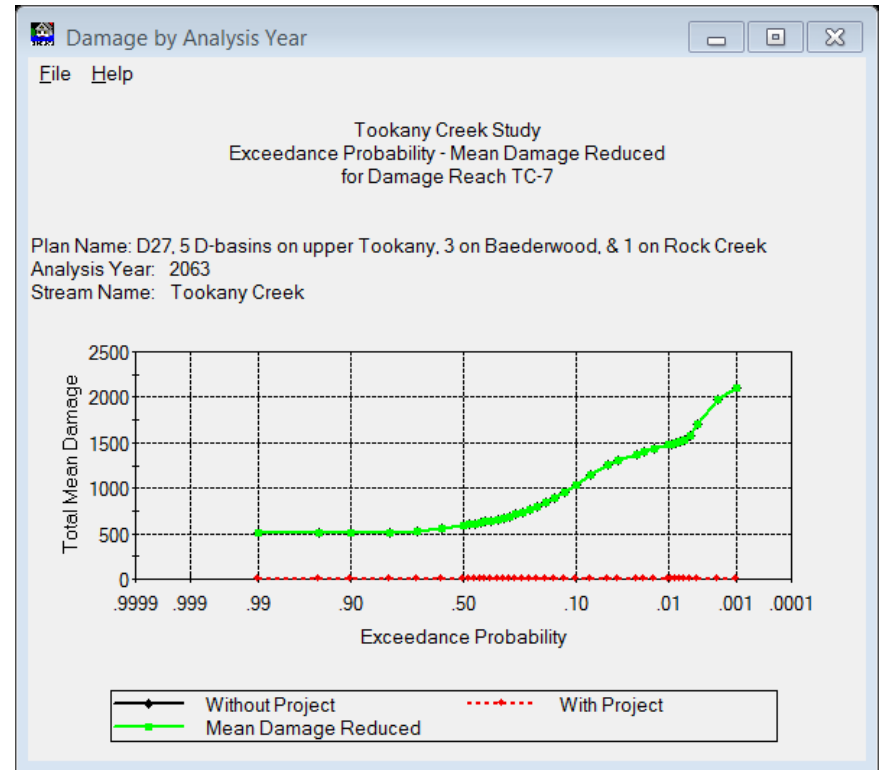 Damage by Analysis Year
File Help
Tookany Creek Study
Exceedance Probability - Mean Damage Reduced
for Damage Reach TC-7
Plan Name: D27, 5 D-basins on upper Tookany, 3 on Baederwood, & 1 on Rock Creek
Analysis Year: 2063
Stream Name: Tookany Creek
Total Mean Damage
2500
2000
1500
1000
500
0
.9999 .999 .99 .90 .50 .10 .01 .001 .0001
Exceedance Probability
Without Project With Project
Mean Damage Reduced